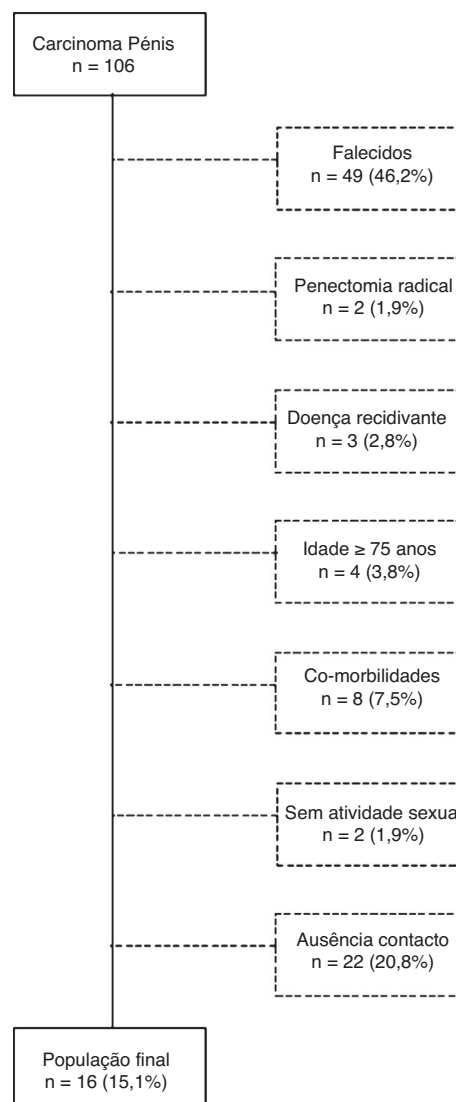 Carcinoma Pénis
n = 106
Falecidos
n = 49 (46,2%)
Penectomia radical
n = 2 (1,9%)
Doença recidivante
n = 3 (2,8%)
Idade ≥ 75 anos
n = 4 (3,8%)
Co-morbilidades
n = 8 (7,5%)
Sem atividade sexual
n = 2 (1,9%)
Ausência contacto
n = 22 (20,8%)
População final
n = 16 (15,1%)